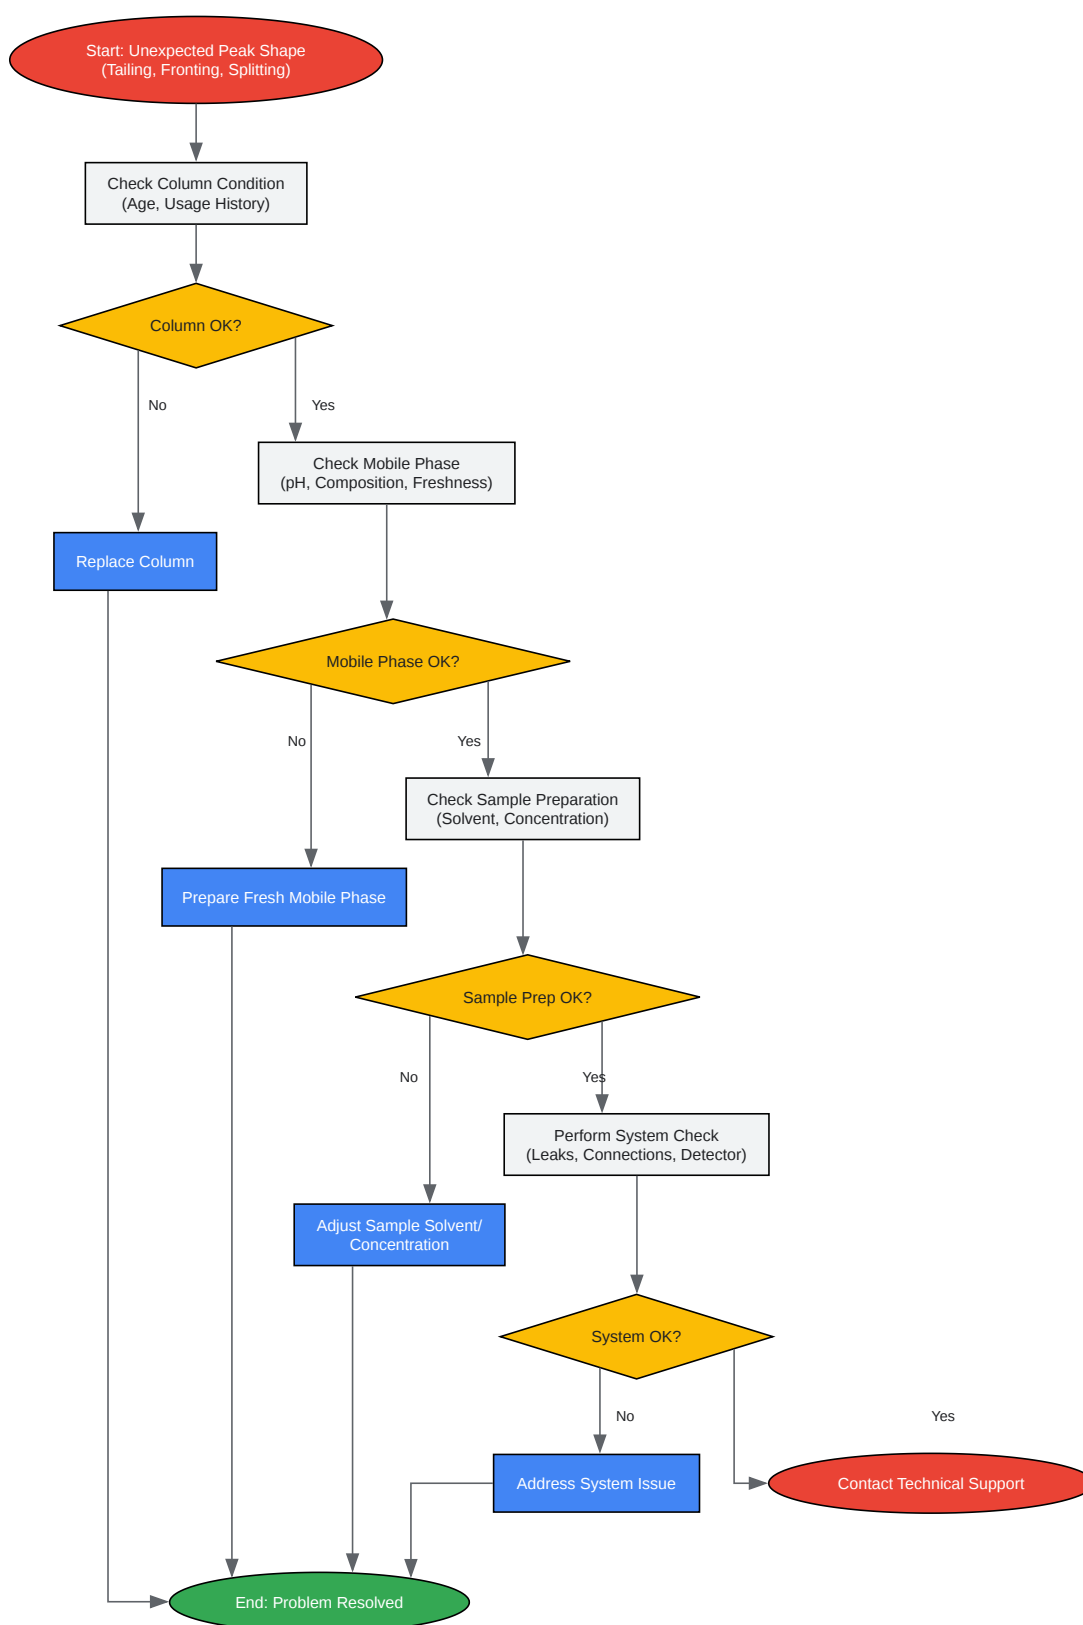 Start: Unexpected Peak Shape
(Tailing, Fronting, Splitting)
Check Column Condition
(Age, Usage History)
Column OK?
No
Yes
Check Mobile Phase
(pH, Composition, Freshness)
Replace Column
Mobile Phase OK?
No
Yes
Check Sample Preparation
(Solvent, Concentration)
Prepare Fresh Mobile Phase
Sample Prep OK?
No
Yes
Perform System Check
(Leaks, Connections, Detector)
Adjust Sample Solvent/
Concentration
System OK?
No
Yes
Address System Issue
Contact Technical Support
End: Problem Resolved